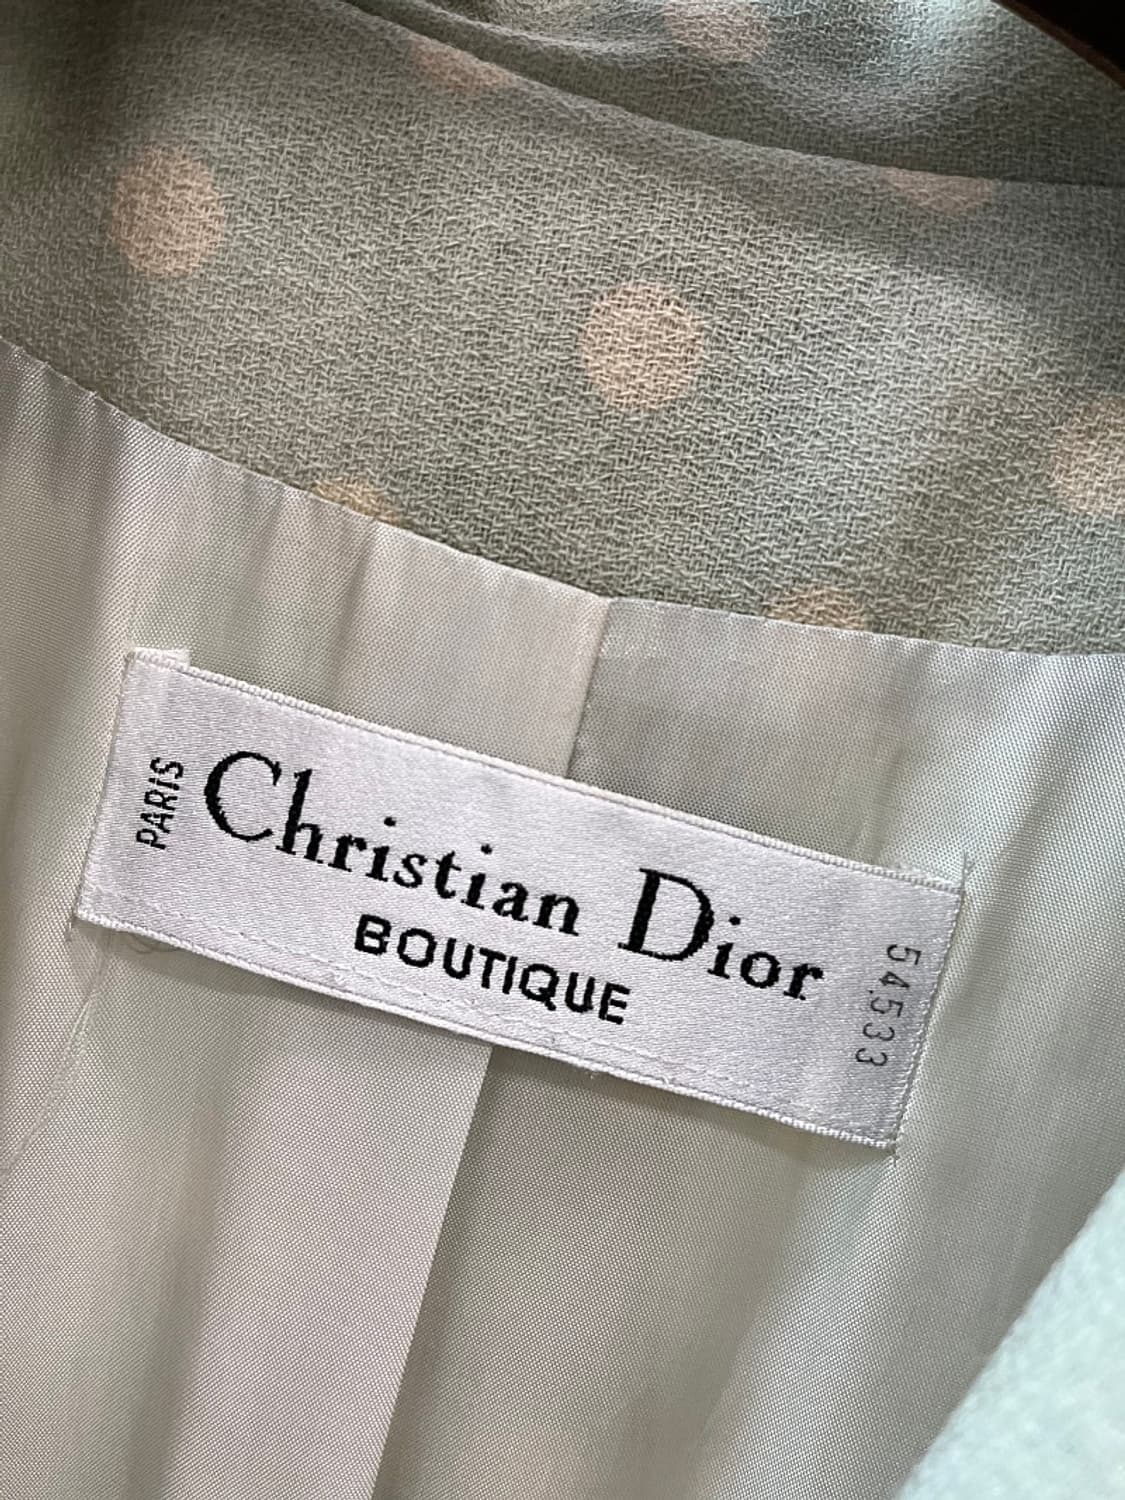 PARIS
Christian Dior
BOUTIQUE
54533